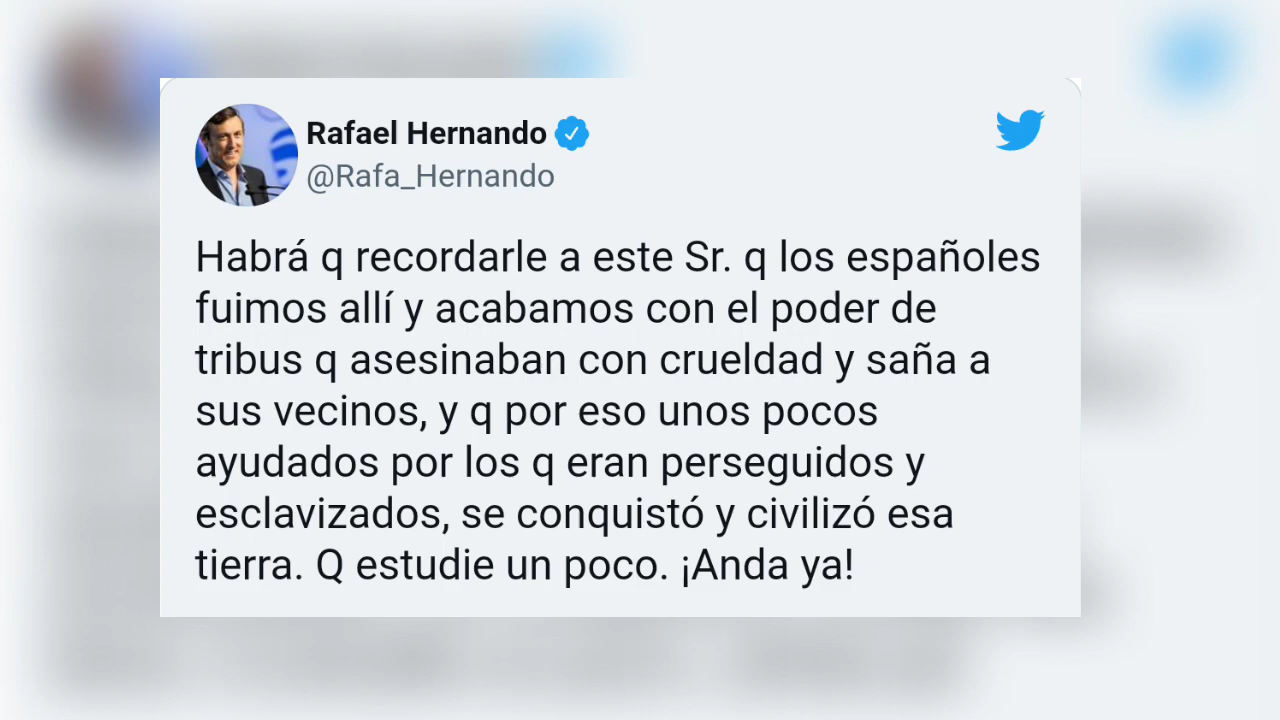 Rafael Hernando
@Rafa_Hernando
Habrá q recordarle a este Sr. q los españoles
fuimos allí y acabamos con el poder de
tribus q asesinaban con crueldad y saña a
sus vecinos, y q por eso unos pocos
ayudados por los q eran perseguidos y
esclavizados, se conquistó y civilizó esa
tierra. Q estudie un poco. ¡Anda ya!